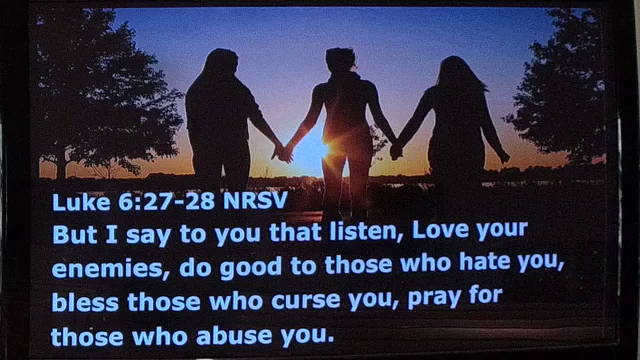 Luke 6:27-28 NRSV
But I say to you that listen, Love your
enemies, do good to those who hate you,
bless those who curse you, pray for
those who abuse you.